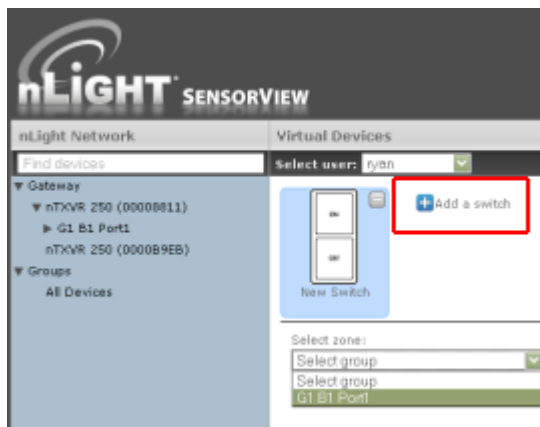 nLIGHT SENSORVIEW
nLight Network
Virtual Devices
Find devices
Select user: ryan
Gateway
nTXVR 250 (00008811)
G1 B1 Port1
nTXVR 250 (0000B9EB)
Groups
All Devices
ON
OFF
New Switch
Add a switch
Select zone:
Select group
Select group
G1 B1 Port1